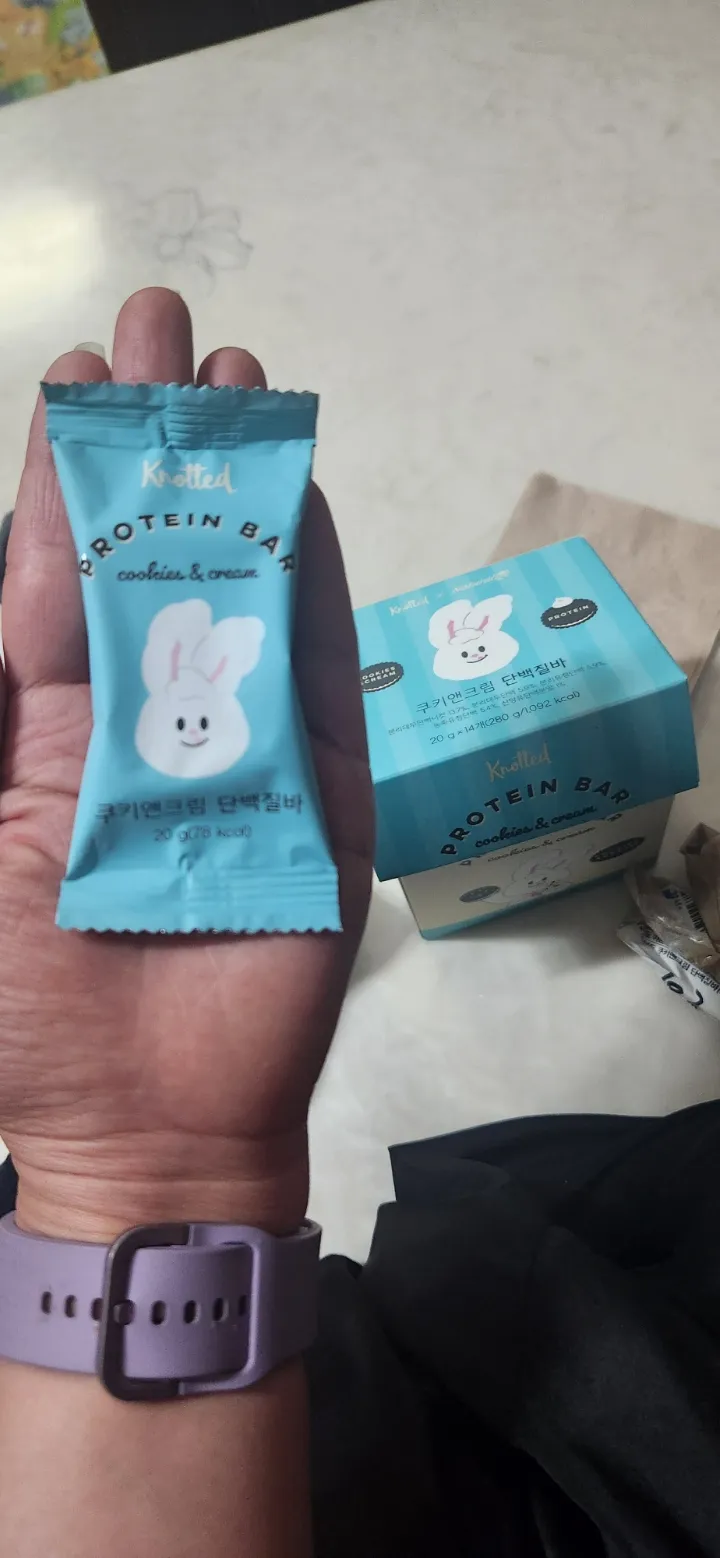 Knotted
PROTEIN BAR
cookies & cream
쿠키앤크림 단백질바
20 g(78 kcal)
Knotted ×
COOKIES
&CREAM
PROTEIN
쿠키앤크림 단백질바
20 g × 14개(280 g/1,092 kcal)
Knotted
PROTEIN BAR
cookies & cream
cookies & cream